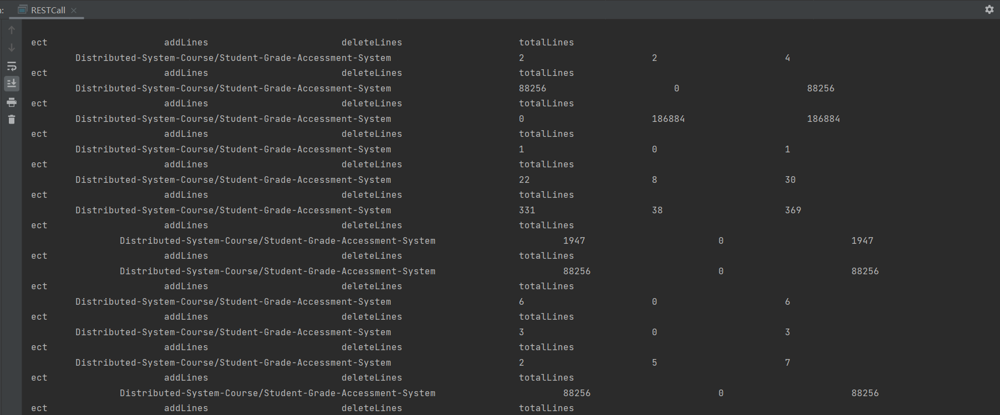 n: RESTCall
ect addLines deleteLines totalLines
Distributed-System-Course/Student-Grade-Accessment-System 2 2 4
ect addLines deleteLines totalLines
Distributed-System-Course/Student-Grade-Accessment-System 88256 0 88256
ect addLines deleteLines totalLines
Distributed-System-Course/Student-Grade-Accessment-System 0 186884 186884
ect addLines deleteLines totalLines
Distributed-System-Course/Student-Grade-Accessment-System 1 0 1
ect addLines deleteLines totalLines
Distributed-System-Course/Student-Grade-Accessment-System 22 8 30
ect addLines deleteLines totalLines
Distributed-System-Course/Student-Grade-Accessment-System 331 38 369
ect addLines deleteLines totalLines
Distributed-System-Course/Student-Grade-Accessment-System 1947 0 1947
ect addLines deleteLines totalLines
Distributed-System-Course/Student-Grade-Accessment-System 88256 0 88256
ect addLines deleteLines totalLines
Distributed-System-Course/Student-Grade-Accessment-System 6 0 6
ect addLines deleteLines totalLines
Distributed-System-Course/Student-Grade-Accessment-System 3 0 3
ect addLines deleteLines totalLines
Distributed-System-Course/Student-Grade-Accessment-System 2 5 7
ect addLines deleteLines totalLines
Distributed-System-Course/Student-Grade-Accessment-System 88256 0 88256
ect addLines deleteLines totalLines